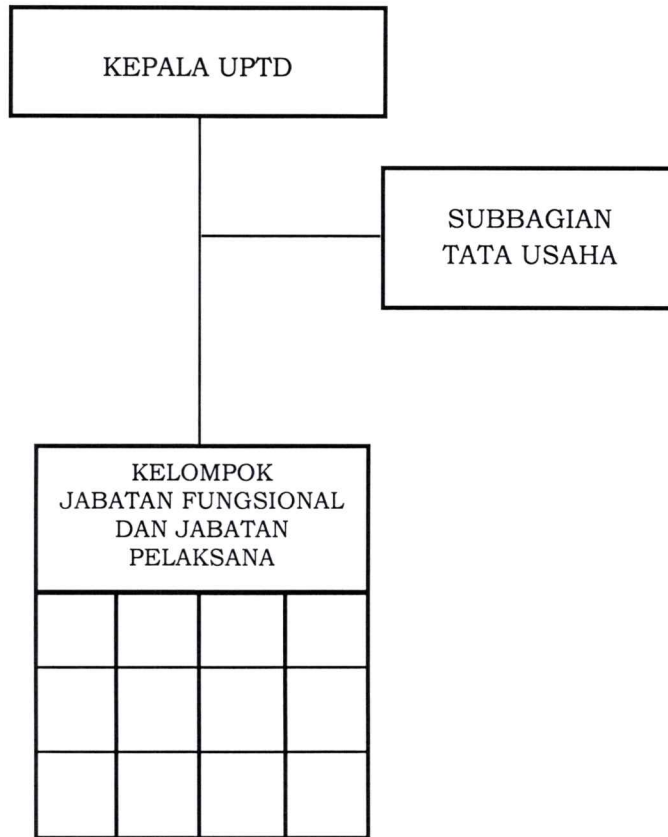 KEPALA UPTD
SUBBAGIAN
TATA USAHA
KELOMPOK
JABATAN FUNGSIONAL
DAN JABATAN
PELAKSANA